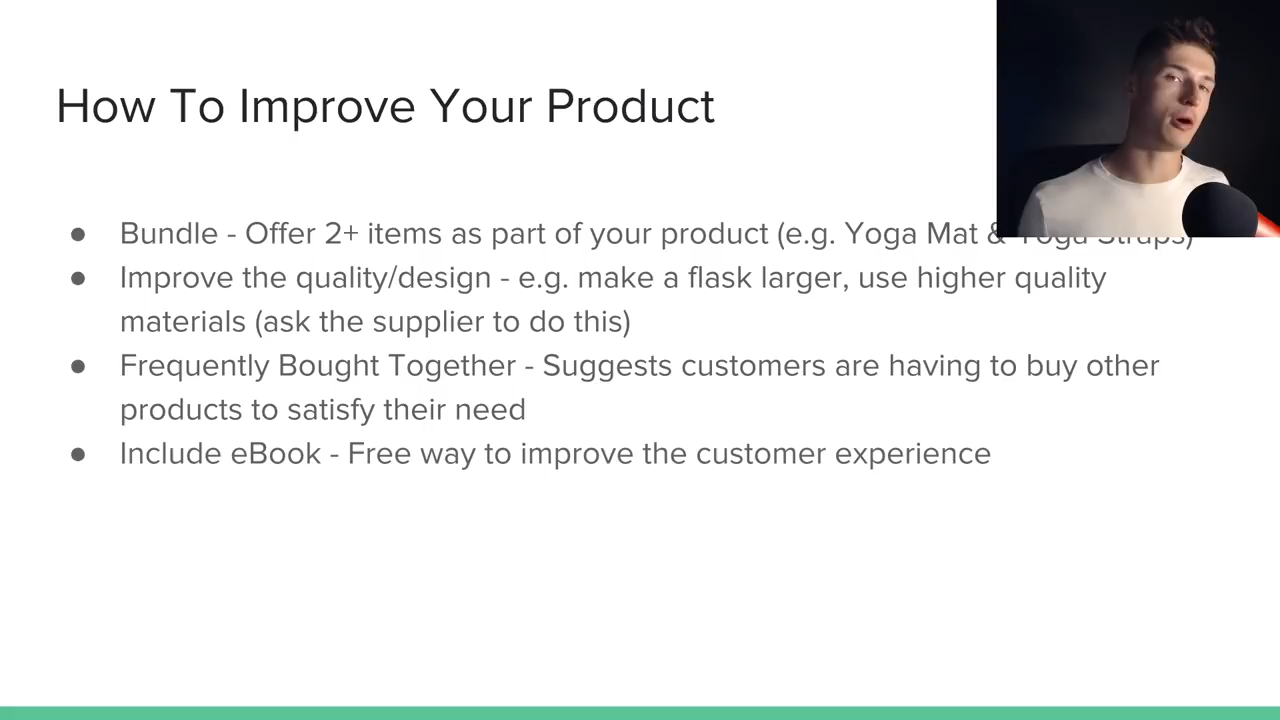 How To Improve Your Product
● Bundle - Offer 2+ items as part of your product (e.g. Yoga Mat & Yoga Straps)
● Improve the quality/design - e.g. make a flask larger, use higher quality
materials (ask the supplier to do this)
● Frequently Bought Together - Suggests customers are having to buy other
products to satisfy their need
● Include eBook - Free way to improve the customer experience